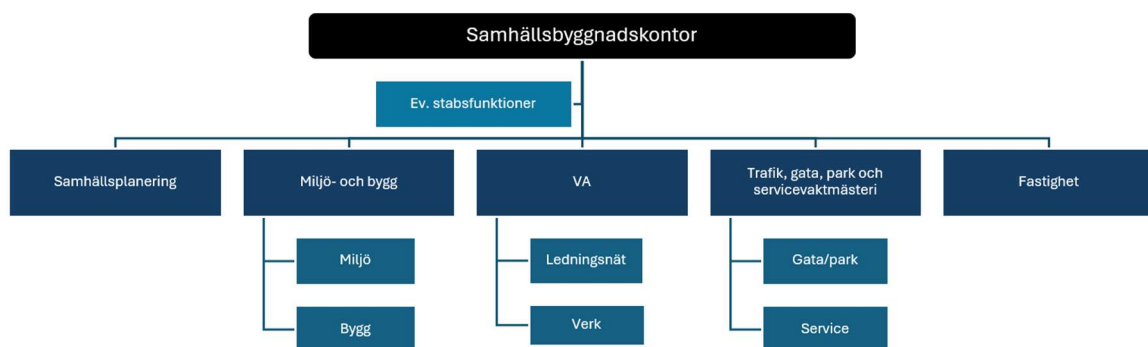 Samhällsbyggnadskontor
Ev. stabsfunktioner
Samhällsplanering
Miljö- och bygg
VA
Trafik, gata, park och
servicevaktmästeri
Fastighet
Miljö
Ledningsnät
Gata/park
Bygg
Verk
Service